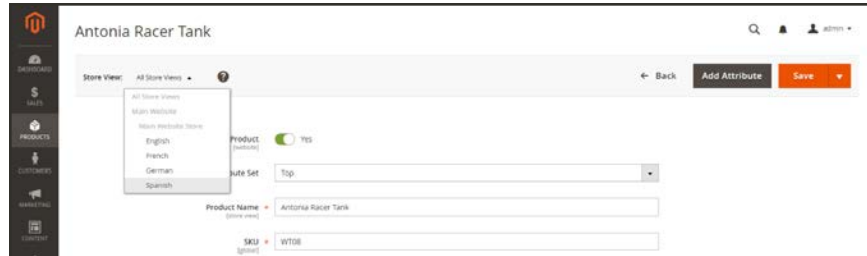 Antonia Racer Tank
admin
DASHBOARD
SALES
PRODUCTS
CUSTOMERS
MARKETING
CONTENT
Store View: All Store Views
← Back
Add Attribute
Save
All Store Views
Main Website
Main Website Store
English
French
German
Spanish
Product
[website]
Yes
bute Set
Top
Product Name *
[store view]
Antonia Racer Tank
SKU *
[global]
WT08